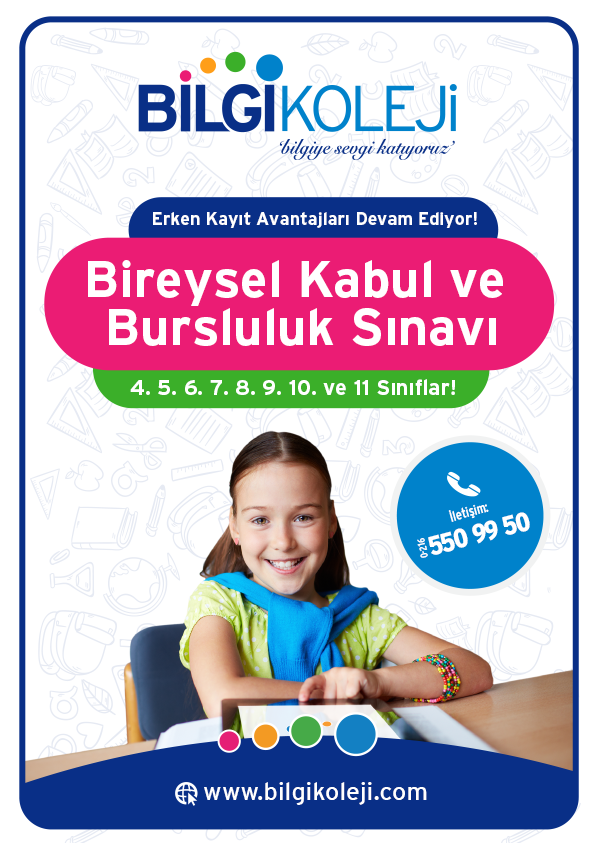 BİLGİKOLEJİ
'bilgiye sevgi katıyoruz'
Erken Kayıt Avantajları Devam Ediyor!
Bireysel Kabul ve
Bursluluk Sınavı
4. 5. 6. 7. 8. 9. 10. ve 11 Sınıflar!
İletişim:
0-216 550 99 50
www.bilgikoleji.com